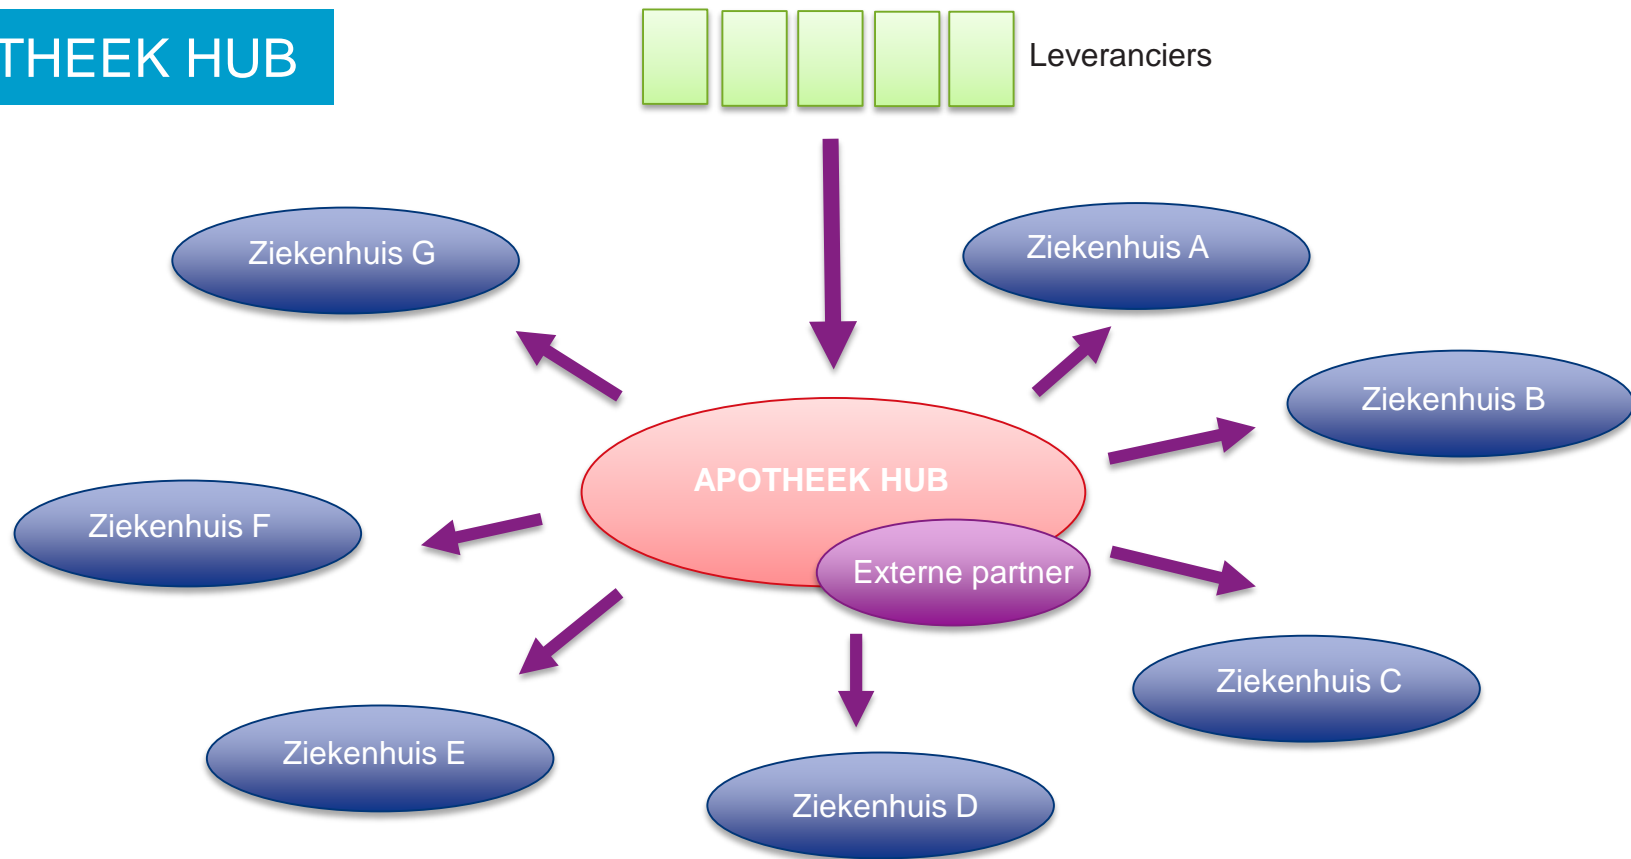 THEEK HUB
Leveranciers
Ziekenhuis G
Ziekenhuis A
Ziekenhuis B
APOTHEEK HUB
Ziekenhuis F
Externe partner
Ziekenhuis C
Ziekenhuis E
Ziekenhuis D